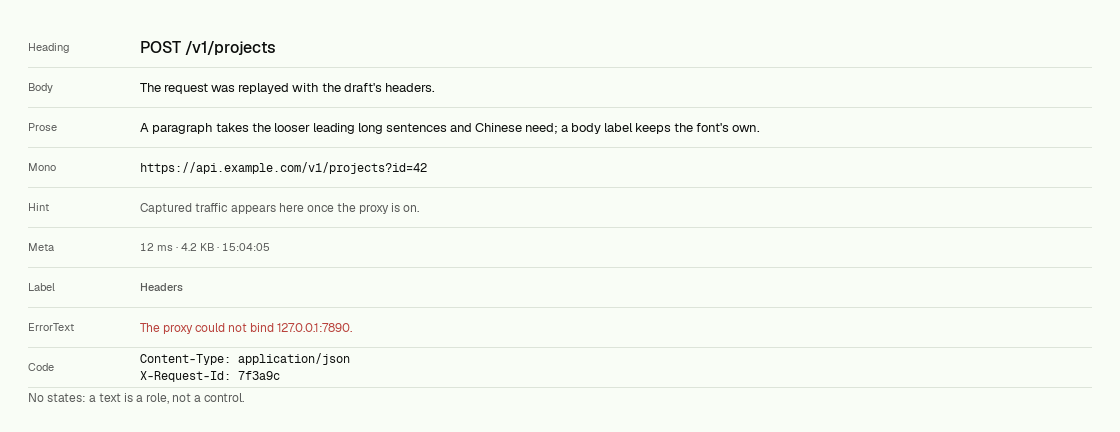 Heading POST /v1/projects
Body The request was replayed with the draft's headers.
Prose A paragraph takes the looser leading long sentences and Chinese need; a body label keeps the font's own.
Mono https://api.example.com/v1/projects?id=42
Hint Captured traffic appears here once the proxy is on.
Meta 12 ms · 4.2 KB · 15:04:05
Label Headers
ErrorText The proxy could not bind 127.0.0.1:7890.
Code Content-Type: application/json
X-Request-Id: 7f3a9c
No states: a text is a role, not a control.